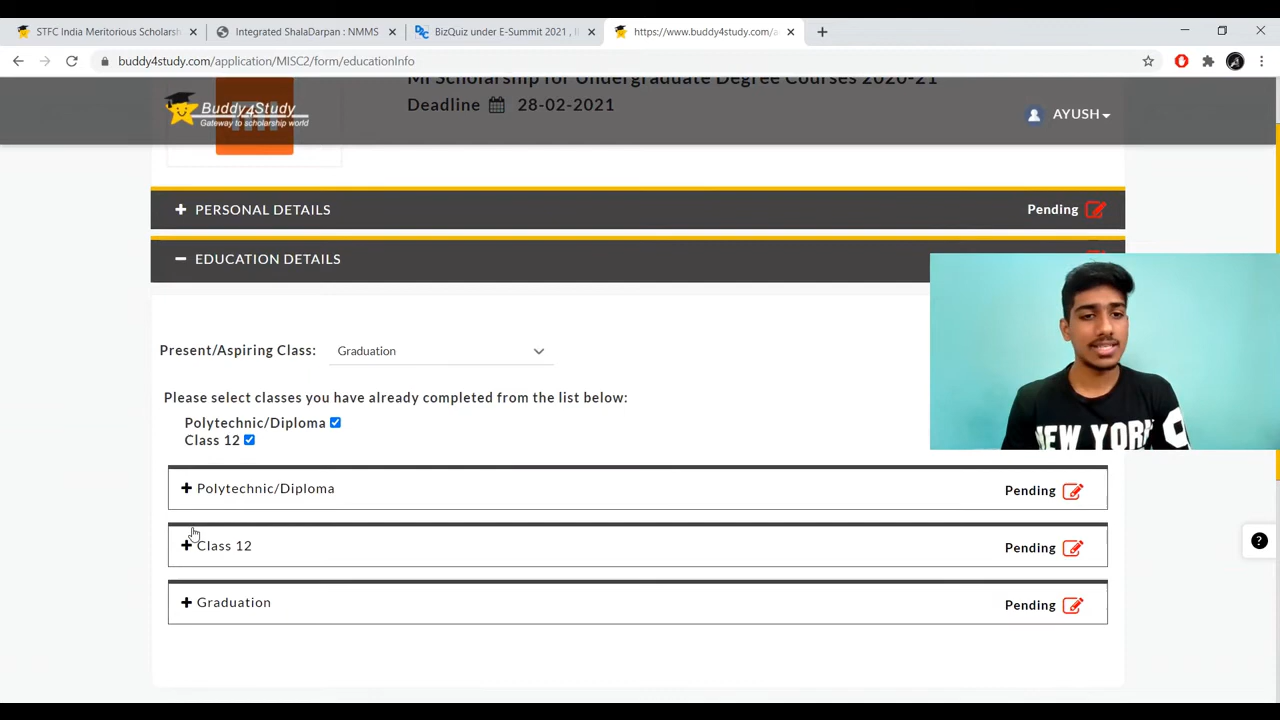 STFC India Meritorious Scholarsh
Integrated ShalaDarpan : NMMS
BizQuiz under E-Summit 2021 , II
https://www.buddy4study.com/a
buddy4study.com/application/MISC2/form/educationInfo
Mi Scholarship for Undergraduate Degree Courses 2020-21
Deadline 28-02-2021
Buddy4Study
Gateway to scholarship world
AYUSH
PERSONAL DETAILS
Pending
EDUCATION DETAILS
Present/Aspiring Class:
Graduation
Please select classes you have already completed from the list below:
Polytechnic/Diploma
Class 12
Polytechnic/Diploma
Pending
Class 12
Pending
Graduation
Pending
NEW YORK